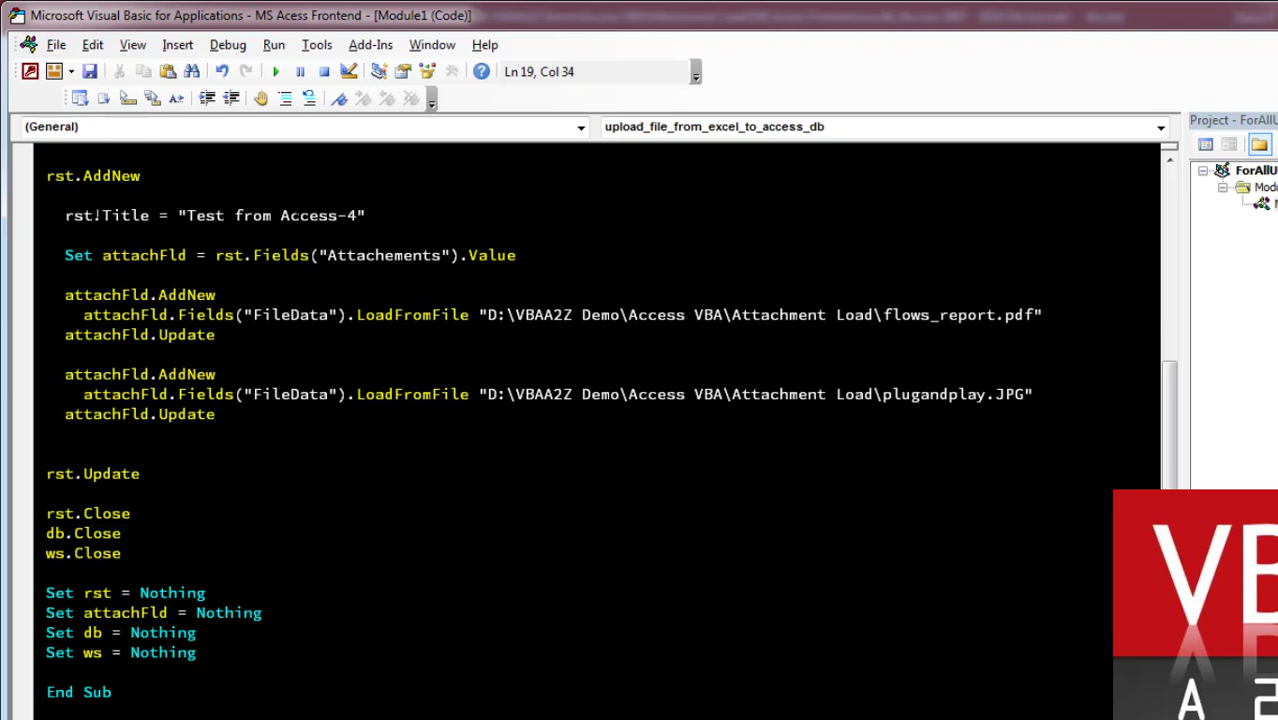 Microsoft Visual Basic for Applications - MS Acess Frontend - [Module1 (Code)]
File Edit View Insert Debug Run Tools Add-Ins Window Help
Ln 19, Col 34
(General) upload_file_from_excel_to_access_db
Project - ForAllU
ForAllU
Modu
rst.AddNew
rst!Title = "Test from Access-4"
Set attachFld = rst.Fields("Attachements").Value
attachFld.AddNew
attachFld.Fields("FileData").LoadFromFile "D:\VBAA2Z Demo\Access VBA\Attachment Load\flows_report.pdf"
attachFld.Update
attachFld.AddNew
attachFld.Fields("FileData").LoadFromFile "D:\VBAA2Z Demo\Access VBA\Attachment Load\plugandplay.JPG"
attachFld.Update
rst.Update
rst.Close
db.Close
ws.Close
Set rst = Nothing
Set attachFld = Nothing
Set db = Nothing
Set ws = Nothing
End Sub
VB
A 2